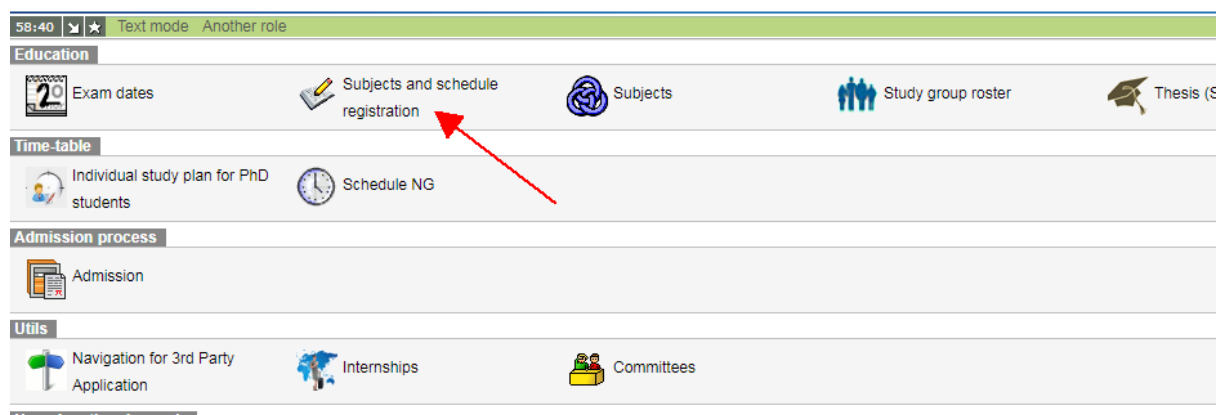 58:40 Text mode Another role
Education
20
Exam dates
Subjects and schedule
registration
Subjects
Study group roster
Thesis (S
Time-table
Individual study plan for PhD
students
Schedule NG
Admission process
Admission
Utils
Navigation for 3rd Party
Application
Internships
Committees